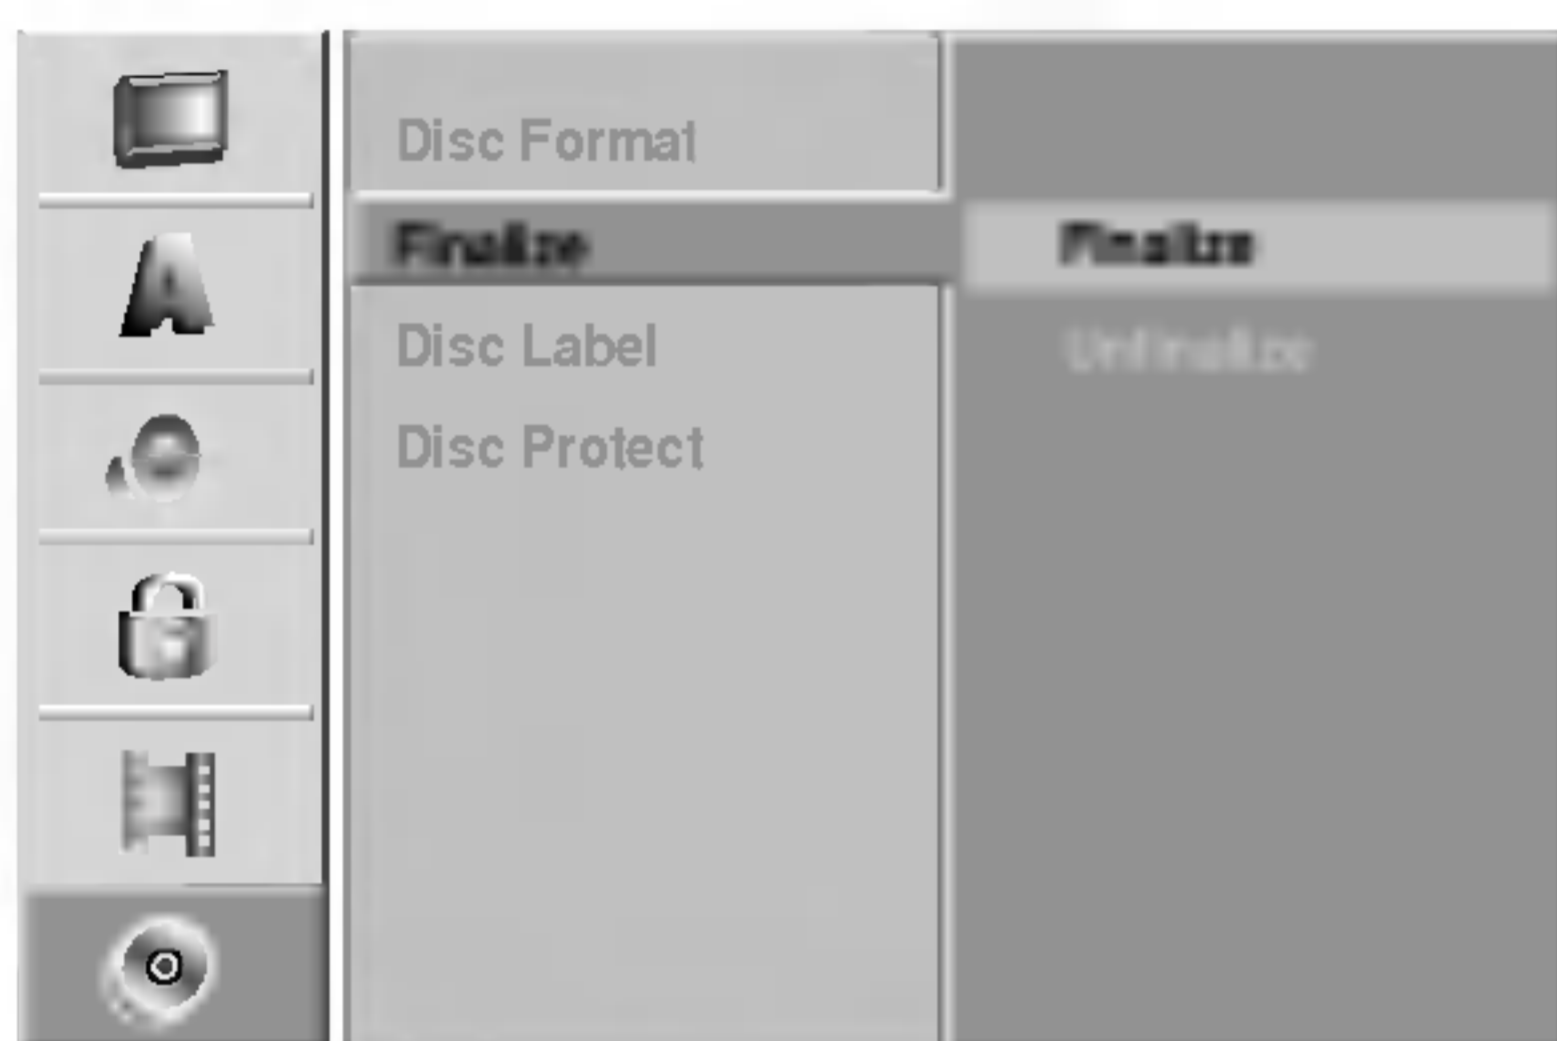 Disc Format
Finalize
Finalize
Disc Label
Unfinalize
Disc Protect